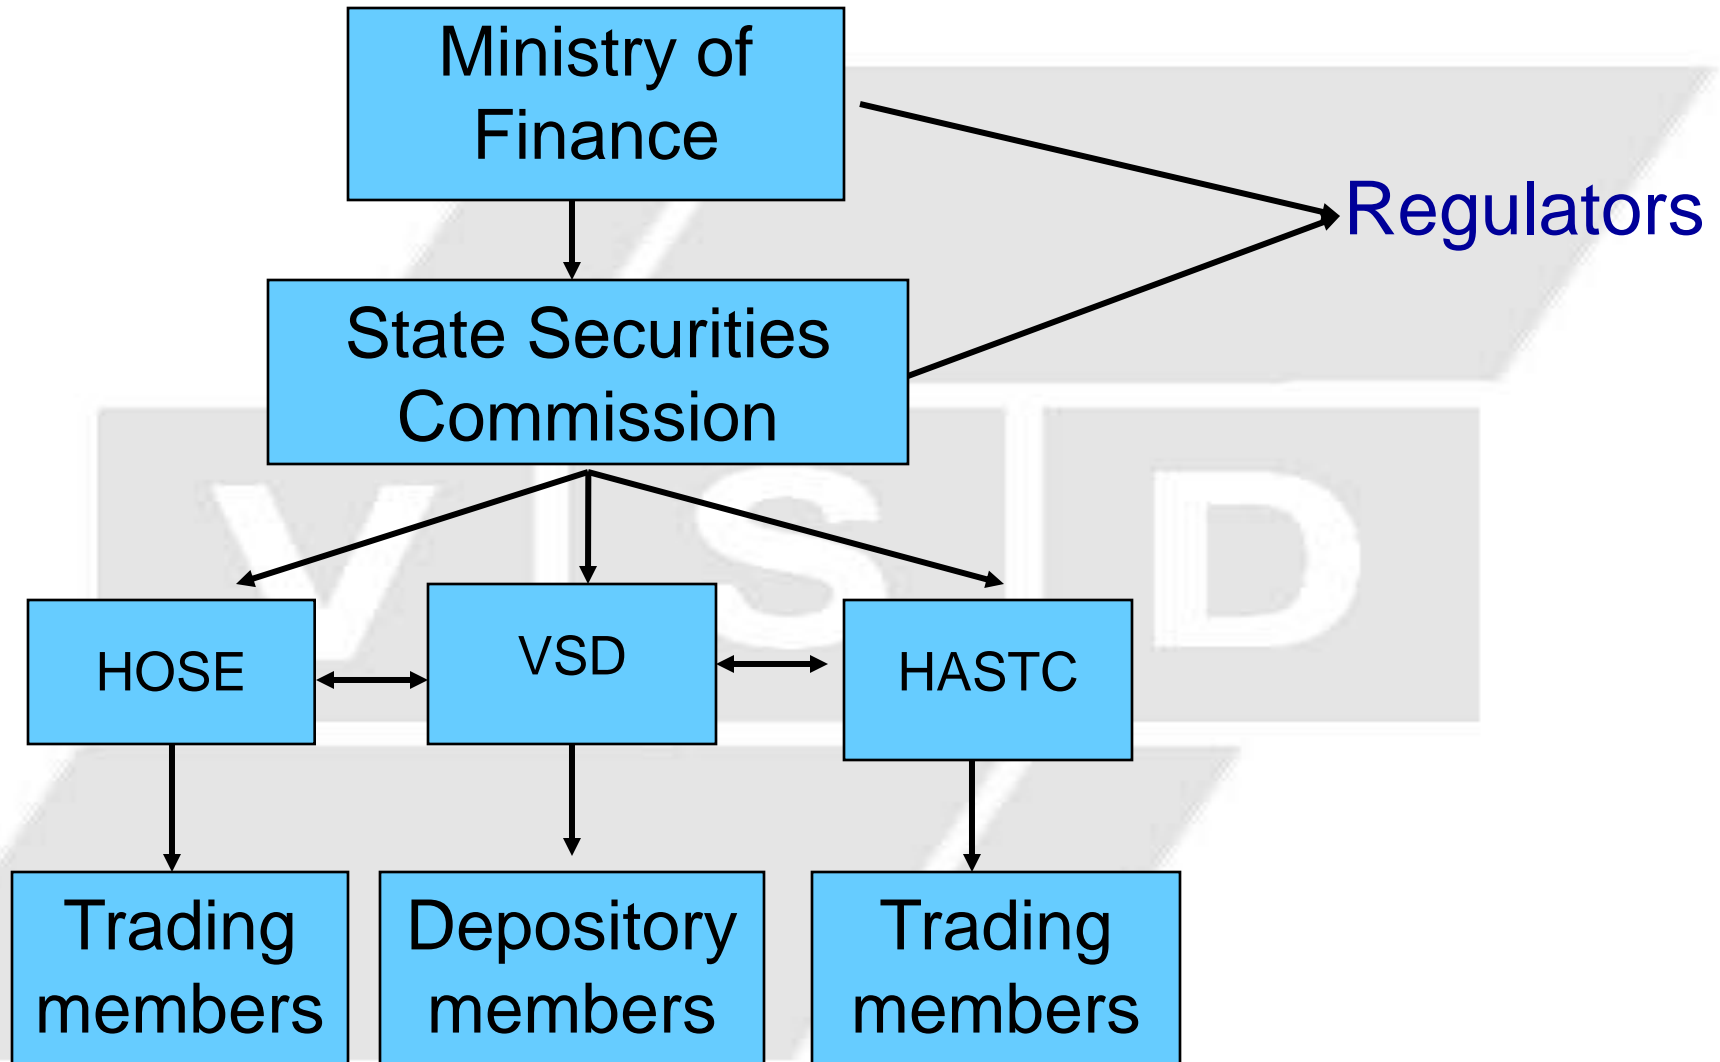 Ministry of
Finance
Regulators
State Securities
Commission
V S D
HOSE
VSD
HASTC
Trading
members
Depository
members
Trading
members